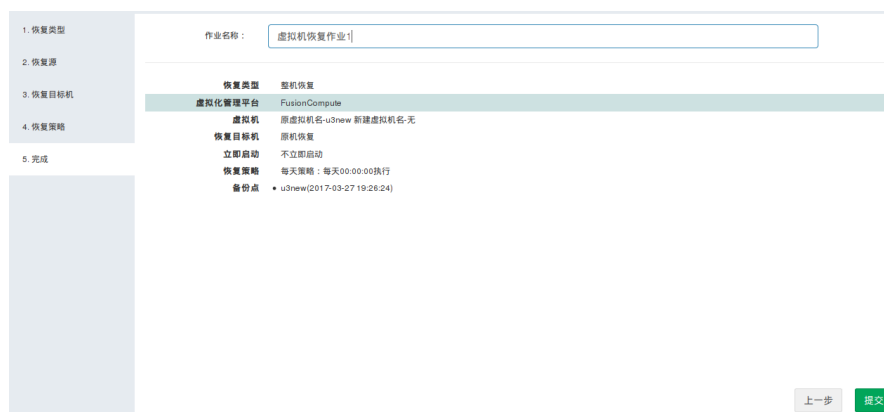 1. 恢复类型
2. 恢复源
3. 恢复目标机
4. 恢复策略
5. 完成
作业名称： 虚拟机恢复作业1
恢复类型 整机恢复
虚拟化管理平台 FusionCompute
虚拟机 原虚拟机名-u3new 新建虚拟机名-无
恢复目标机 原机恢复
立即启动 不立即启动
恢复策略 每天策略：每天00:00:00执行
备份点 • u3new(2017-03-27 19:26:24)
上一步 提交